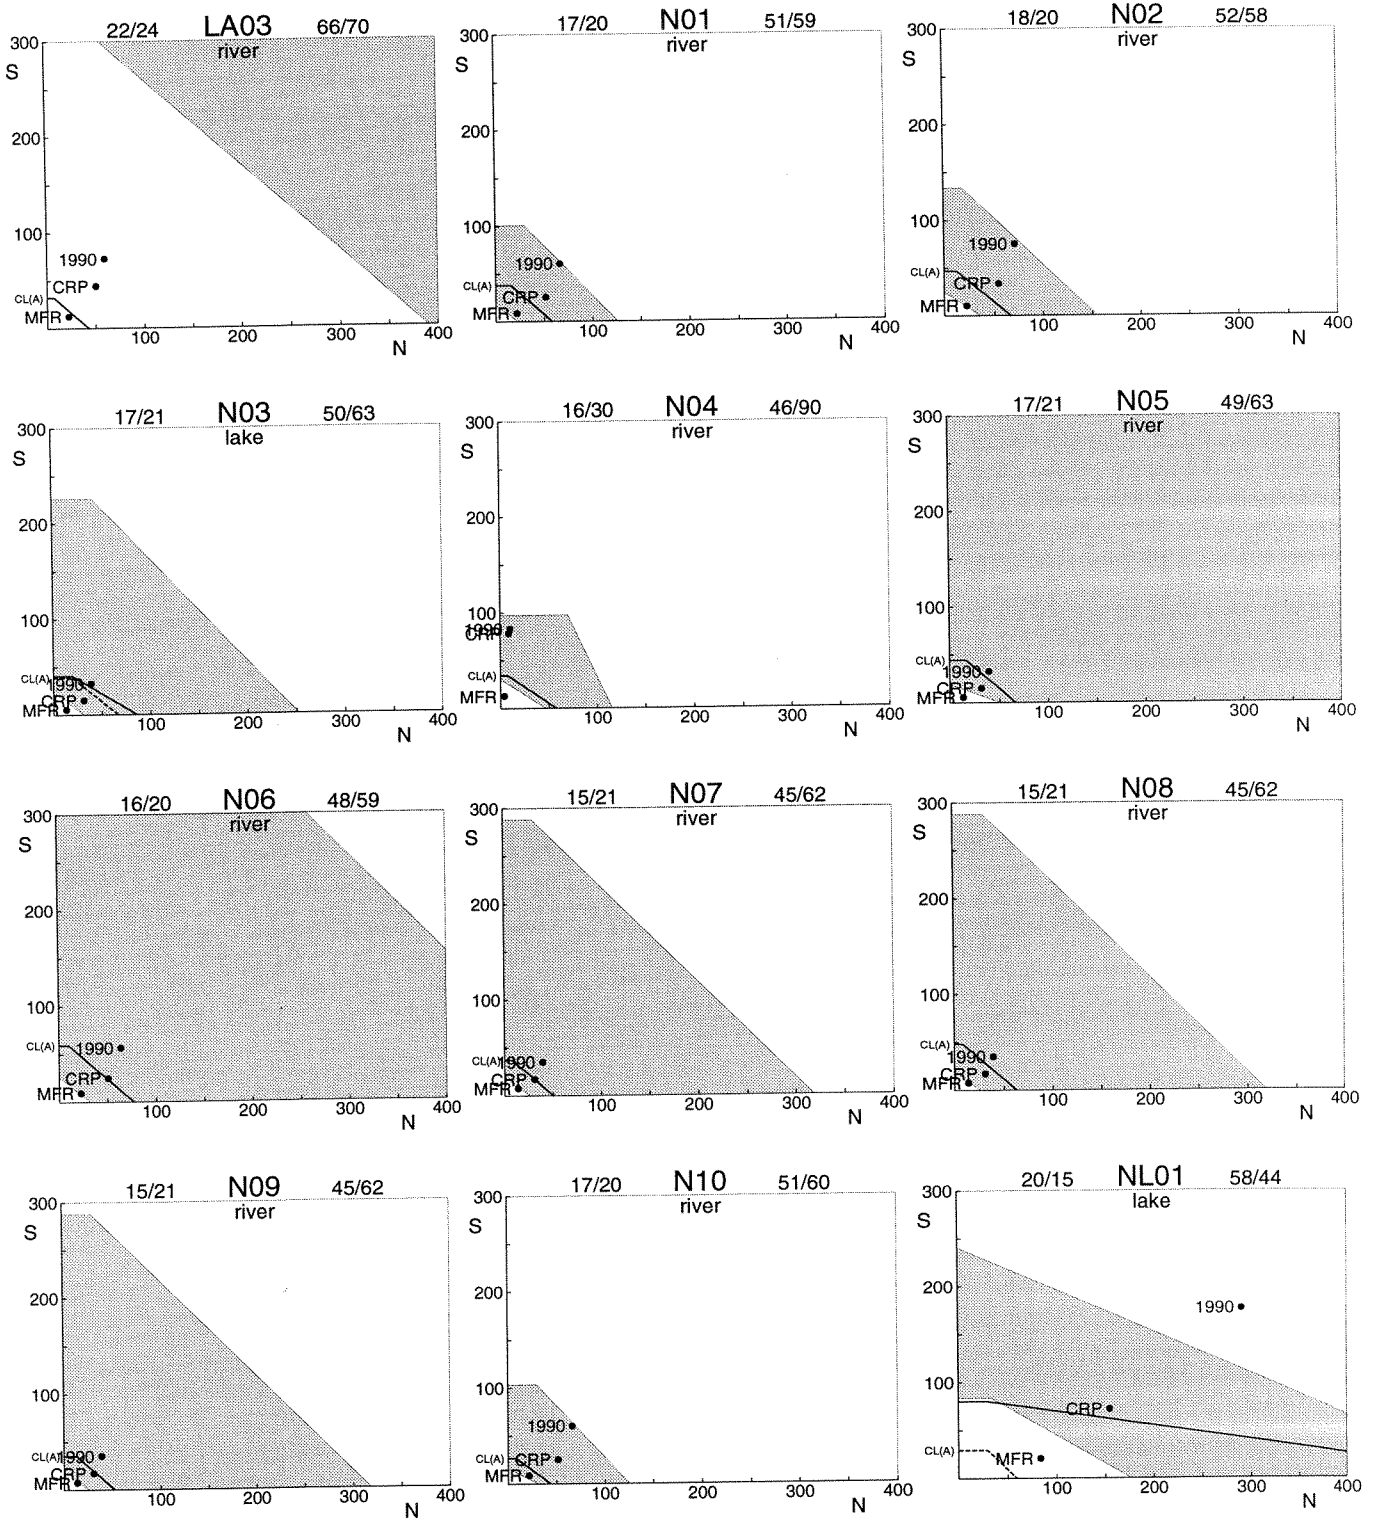 22/24 LA03 66/70
river
300
S
200
100
1990
CRP
CL(A)
MFR
100 200 300 400
N
17/20 N01 51/59
river
300
S
200
100
1990
CRP
MFR
100 200 300 400
N
18/20 N02 52/58
river
300
S
200
100
1990
CL(A)
CRP
MFR
100 200 300 400
N
17/21 N03 50/63
lake
300
S
200
100
CL(A)
1990
CRP
MFR
100 200 300 400
N
16/30 N04 46/90
river
300
S
200
100
1990
CRP
CL(A)
MFR
100 200 300 400
N
17/21 N05 49/63
river
300
S
200
100
CL(A)
1990
CRP
MFR
100 200 300 400
N
16/20 N06 48/59
river
300
S
200
100
CL(A)
1990
CRP
MFR
100 200 300 400
N
15/21 N07 45/62
river
300
S
200
100
CL(A)
1990
CRP
MFR
100 200 300 400
N
15/21 N08 45/62
river
300
S
200
100
CL(A)
1990
CRP
MFR
100 200 300 400
N
15/21 N09 45/62
river
300
S
200
100
CL(A)
1990
CRP
MFR
100 200 300 400
N
17/20 N10 51/60
river
300
S
200
100
1990
CL(A)
CRP
MFR
100 200 300 400
N
20/15 NL01 58/44
lake
300
S
200
1990
100
CRP
CL(A)
MFR
100 200 300 400
N